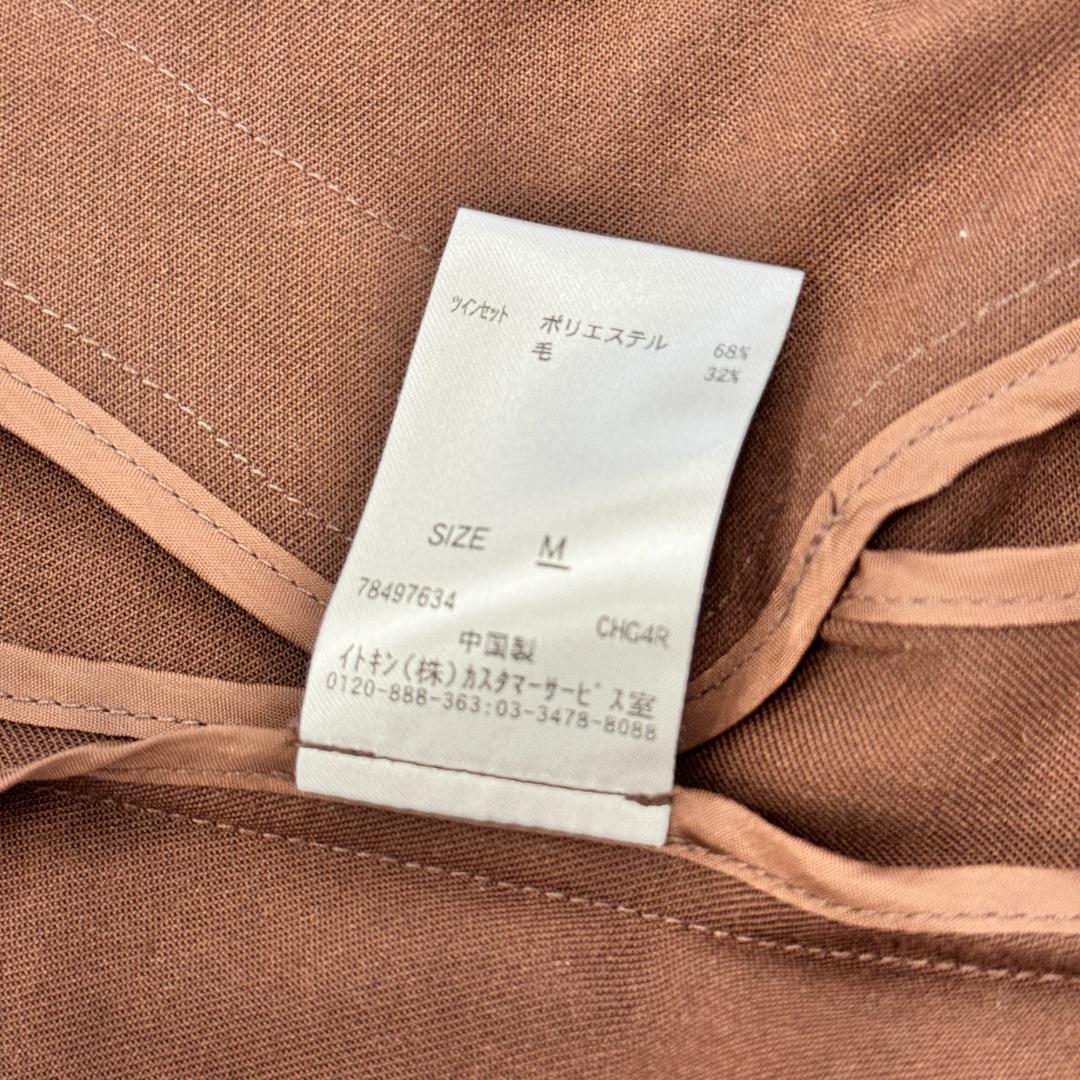 ツインセット ポリエステル 68%
毛 32%
SIZE M
78497634
CHG4R
中国製
イトキン(株)カスタマーサービス室
0120-888-363:03-3478-8088